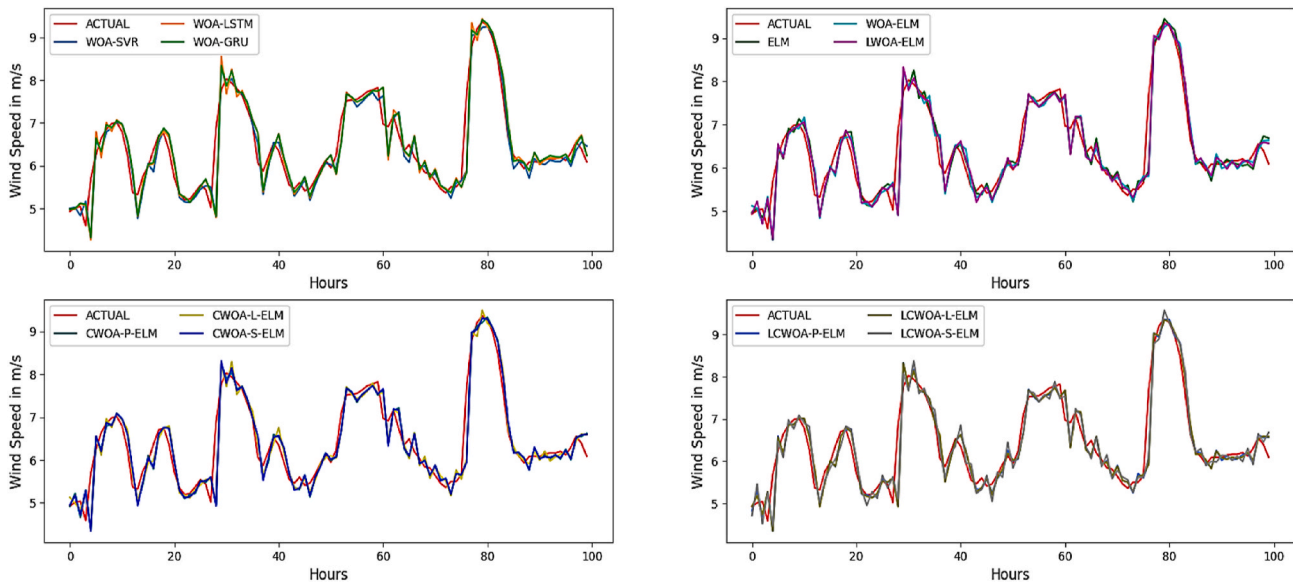 ACTUAL WOA-LSTM
WOA-SVR WOA-GRU
Wind Speed in m/s
9
8
7
6
5
0 20 40 60 80 100
Hours
ACTUAL WOA-ELM
ELM LWOA-ELM
Wind Speed in m/s
9
8
7
6
5
0 20 40 60 80 100
Hours
ACTUAL CWOA-L-ELM
CWOA-P-ELM CWOA-S-ELM
Wind Speed in m/s
9
8
7
6
5
0 20 40 60 80 100
Hours
ACTUAL LCWOA-L-ELM
LCWOA-P-ELM LCWOA-S-ELM
Wind Speed in m/s
9
8
7
6
5
0 20 40 60 80 100
Hours